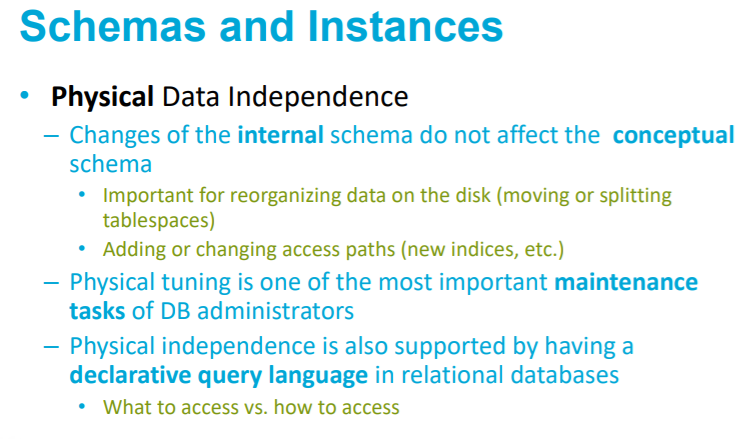 Schemas and Instances
• Physical Data Independence
– Changes of the internal schema do not affect the conceptual
schema
• Important for reorganizing data on the disk (moving or splitting
tablespaces)
• Adding or changing access paths (new indices, etc.)
– Physical tuning is one of the most important maintenance
tasks of DB administrators
– Physical independence is also supported by having a
declarative query language in relational databases
• What to access vs. how to access